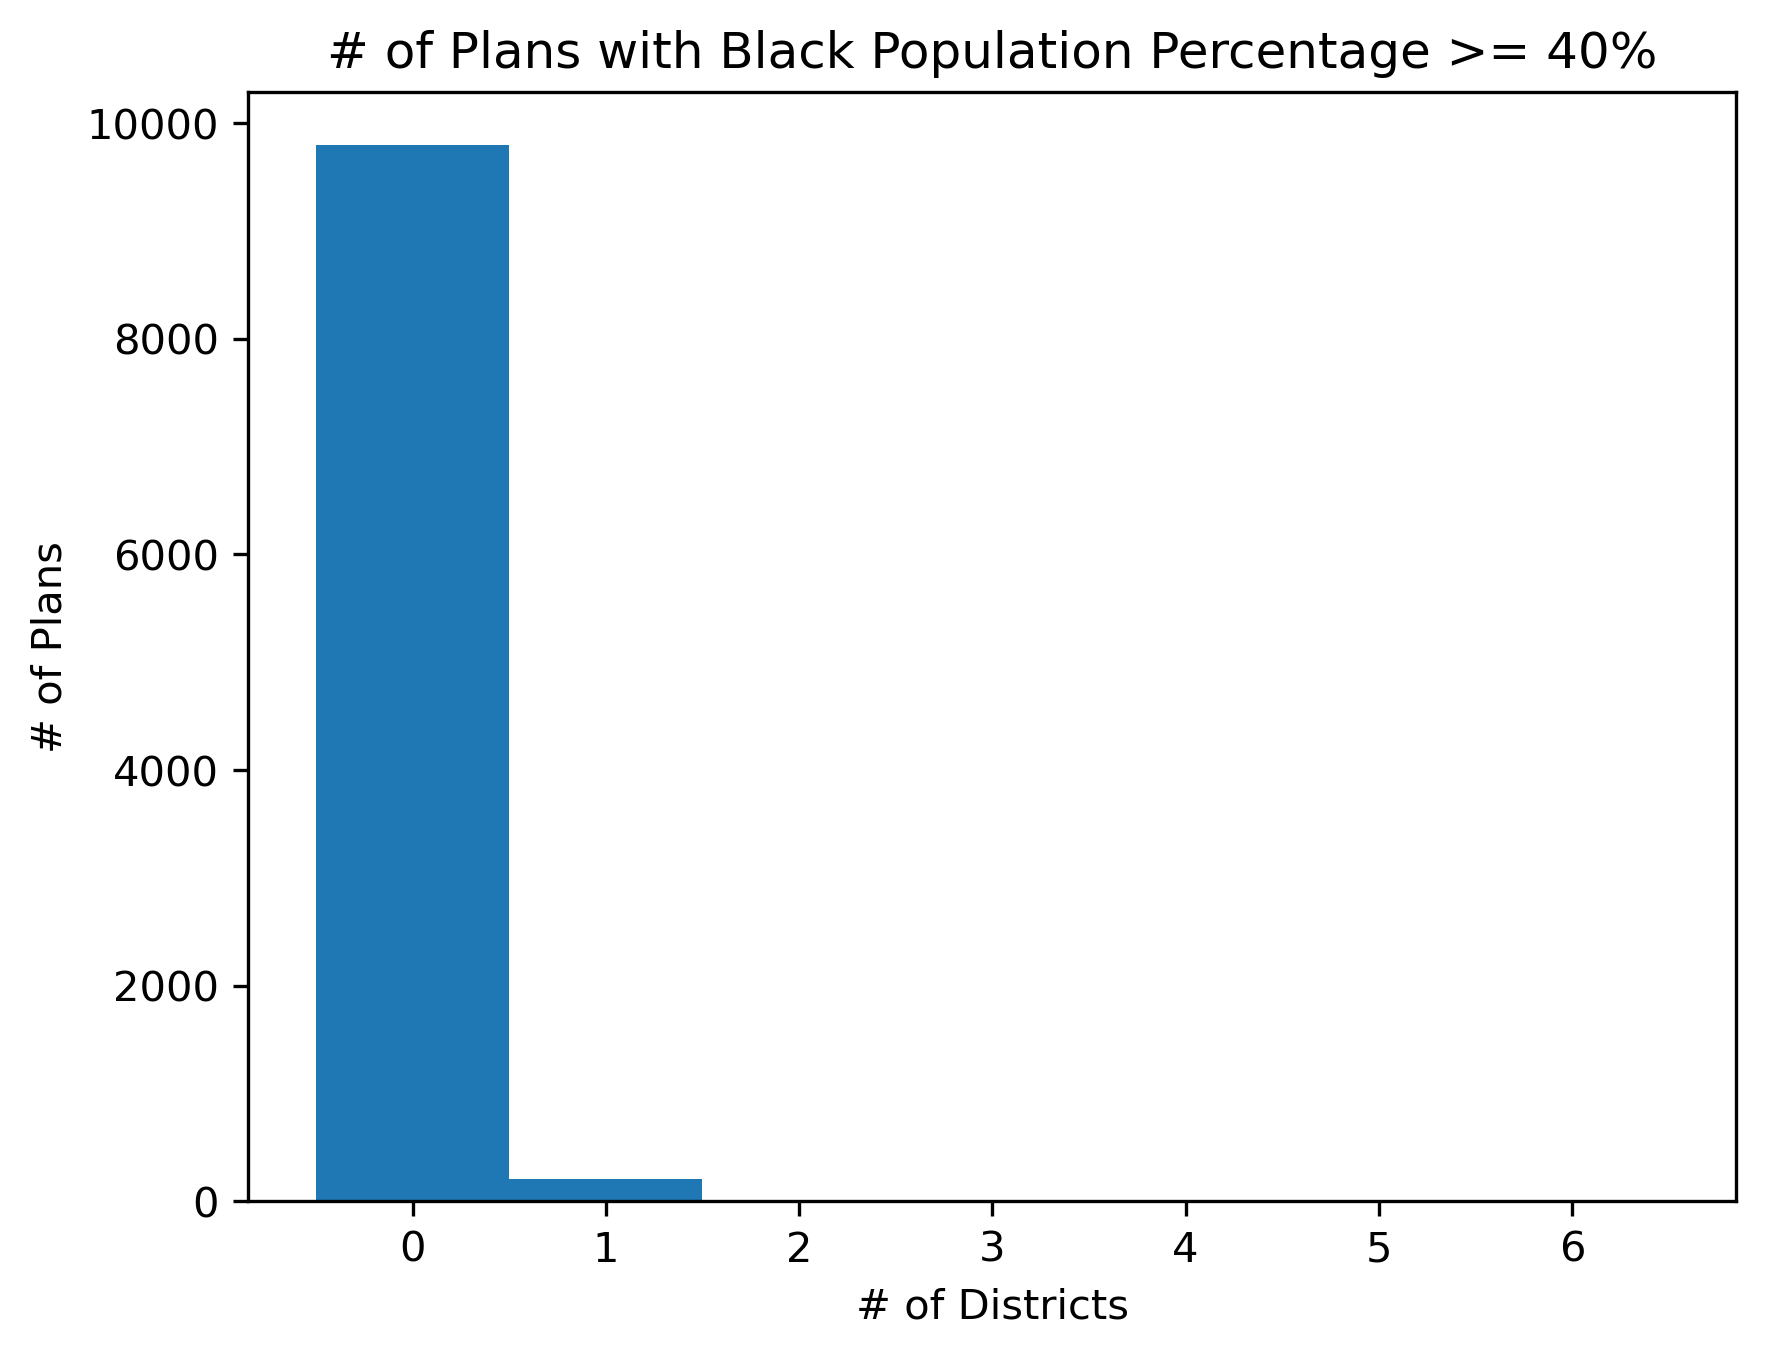 # of Plans with Black Population Percentage >= 40%
10000
8000
6000
4000
2000
0
# of Plans
0 1 2 3 4 5 6
# of Districts